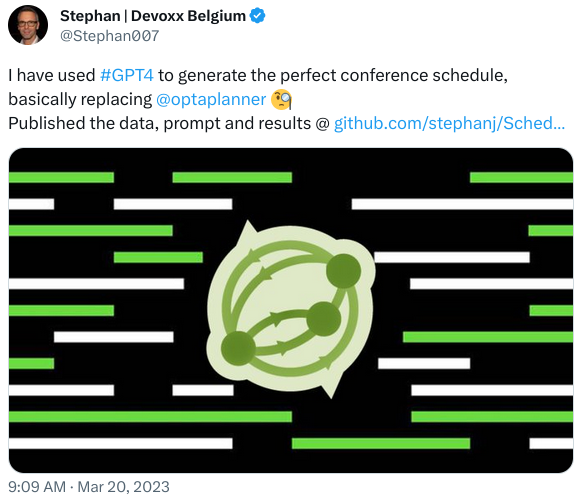 Stephan | Devoxx Belgium
@Stephan007
I have used #GPT4 to generate the perfect conference schedule,
basically replacing @optaplanner 🧐
Published the data, prompt and results @ github.com/stephanj/Sched...
9:09 AM · Mar 20, 2023